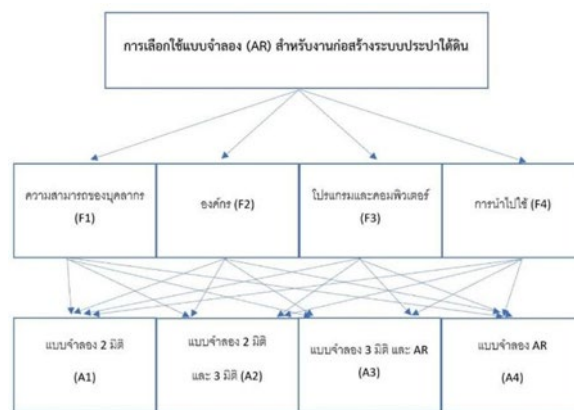 การเลือกใช้แบบจำลอง (AR) สำหรับงานก่อสร้างระบบประปาใต้ดิน
ความสามารถของบุคลากร
(F1)
องค์กร (F2)
โปรแกรมและคอมพิวเตอร์
(F3)
การนำไปใช้ (F4)
แบบจำลอง 2 มิติ
(A1)
แบบจำลอง 2 มิติ
และ 3 มิติ (A2)
แบบจำลอง 3 มิติ และ AR
(A3)
แบบจำลอง AR
(A4)